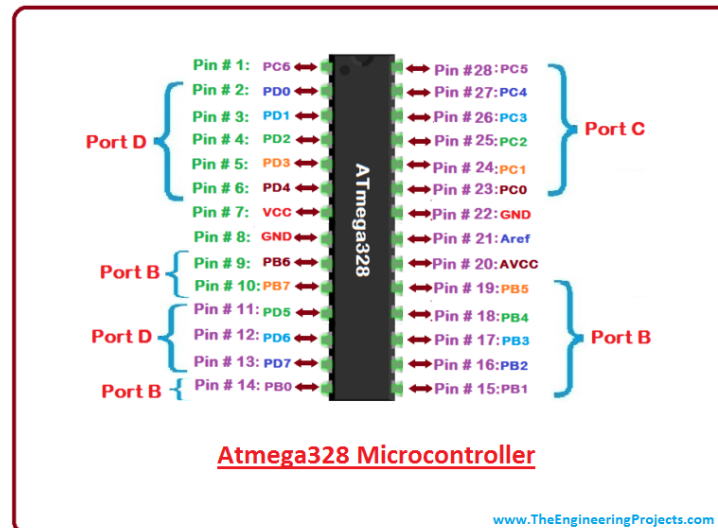 Pin # 1: PC6
Pin # 2: PD0
Pin # 3: PD1
Pin # 4: PD2
Pin # 5: PD3
Pin # 6: PD4
Pin # 7: VCC
Pin # 8: GND
Pin # 9: PB6
Pin # 10: PB7
Pin # 11: PD5
Pin # 12: PD6
Pin # 13: PD7
Pin # 14: PB0
Port D
Port B
Port D
Port B
ATmega328
Pin #28: PC5
Pin # 27: PC4
Pin # 26: PC3
Pin # 25: PC2
Pin # 24: PC1
Pin # 23: PC0
Pin # 22: GND
Pin # 21: Aref
Pin # 20: AVCC
Pin # 19: PB5
Pin # 18: PB4
Pin # 17: PB3
Pin # 16: PB2
Pin # 15: PB1
Port C
Port B
Atmega328 Microcontroller
www.TheEngineeringProjects.com